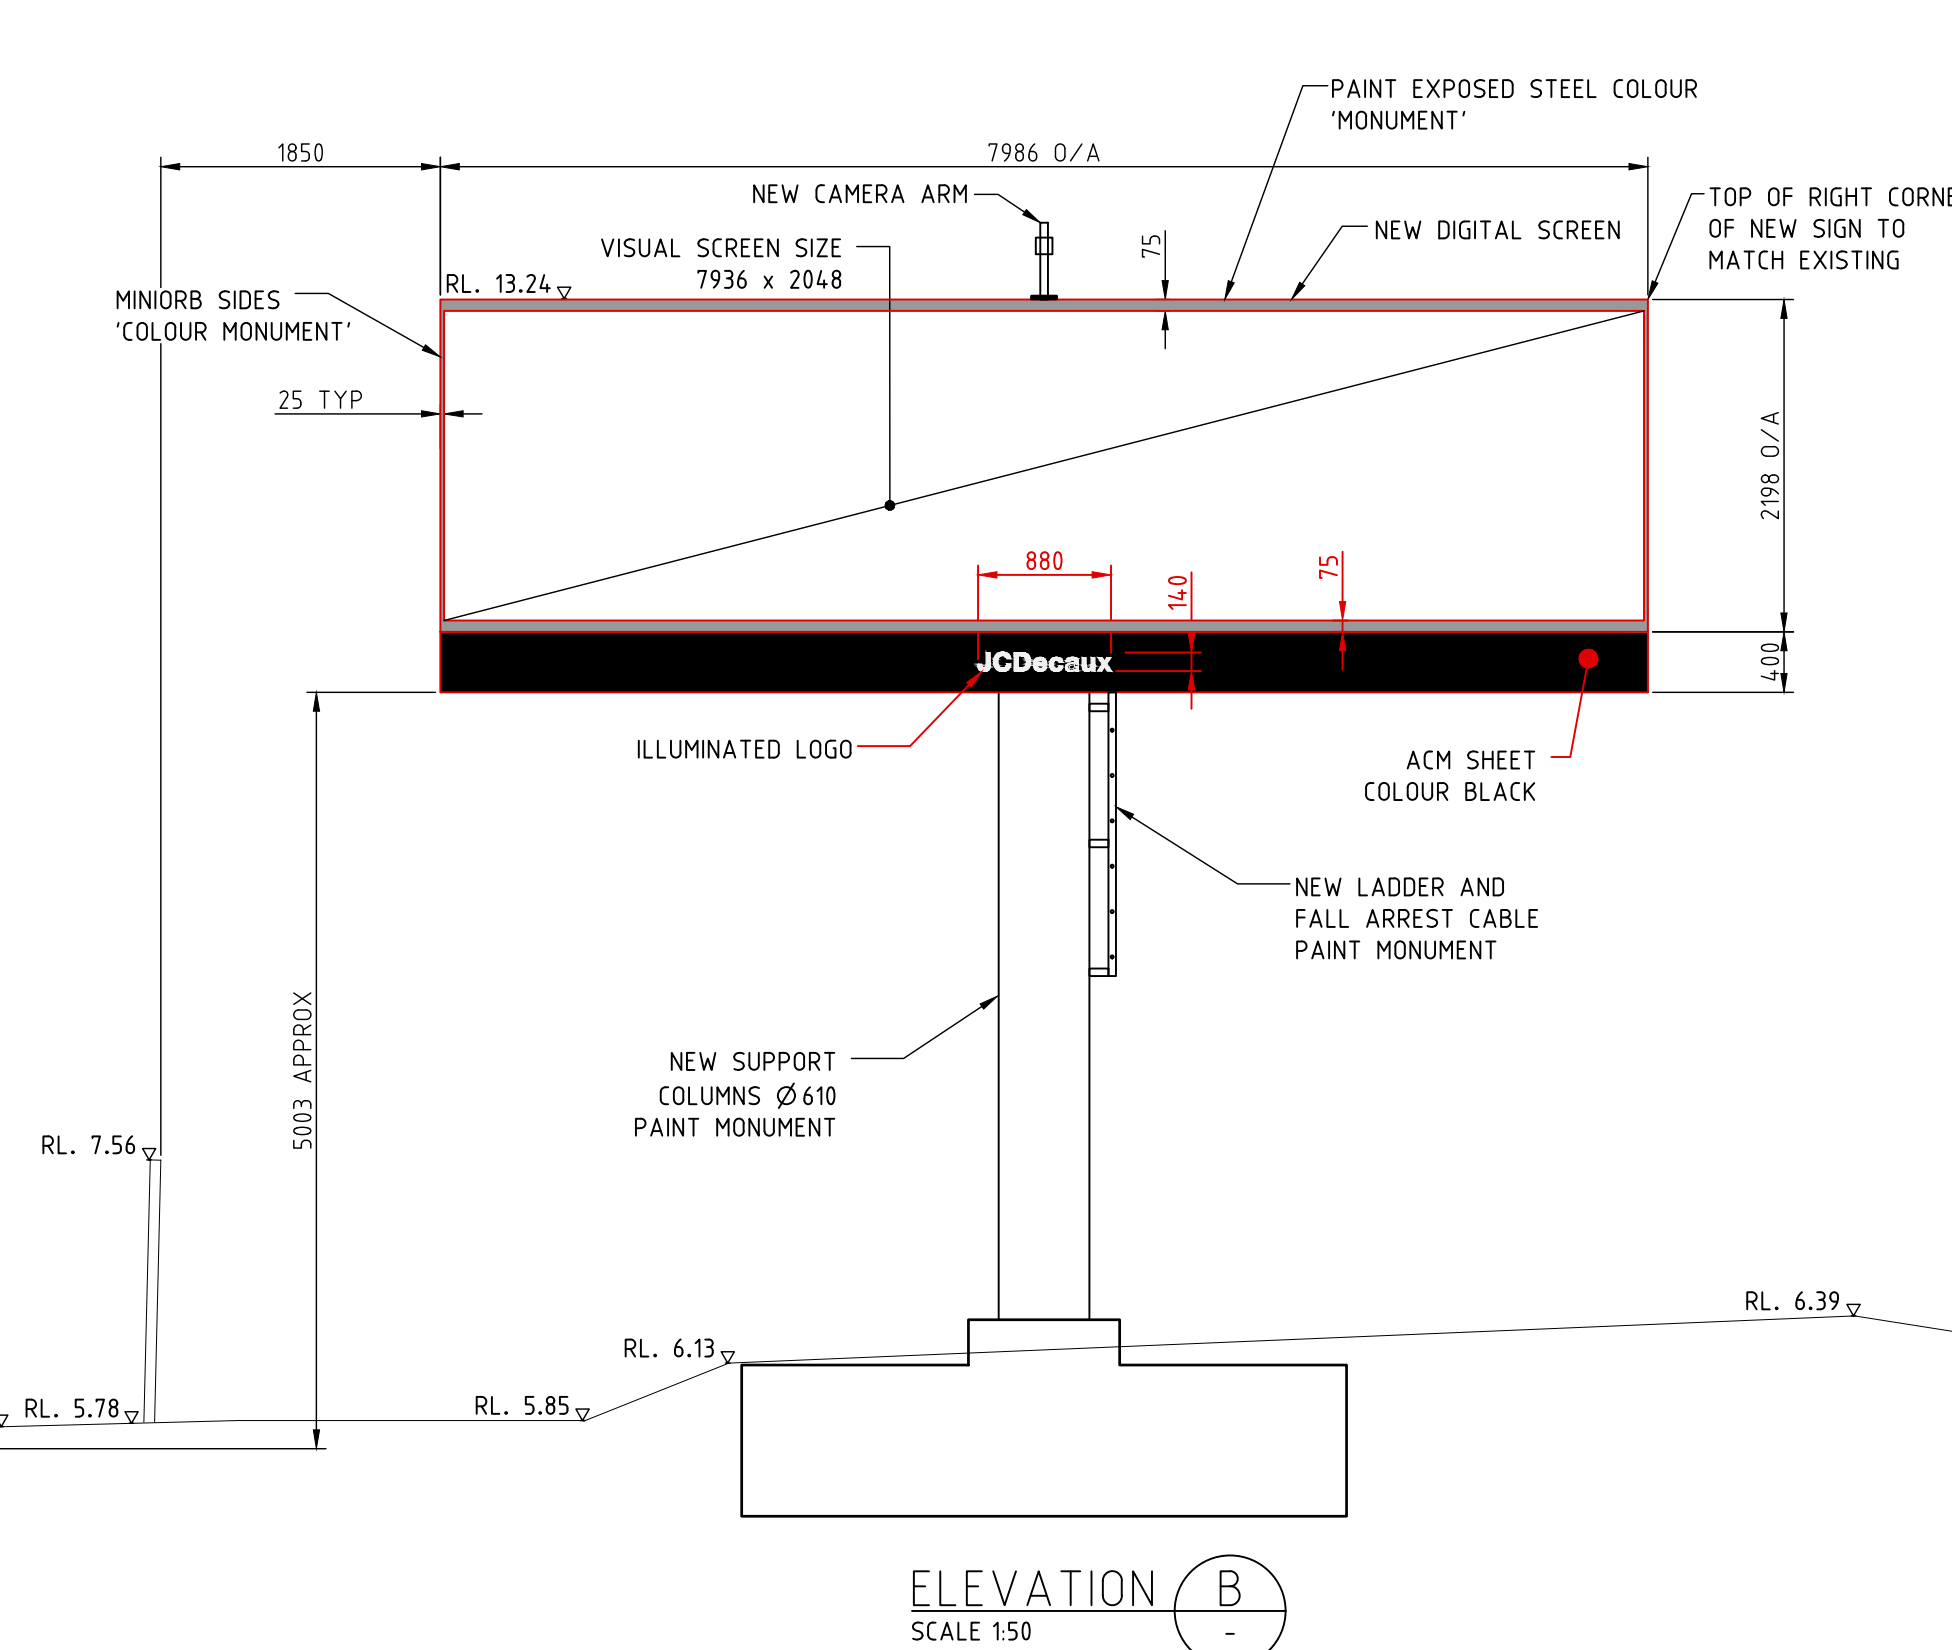 PAINT EXPOSED STEEL COLOUR
'MONUMENT'
1850
7986 O/A
NEW CAMERA ARM
TOP OF RIGHT CORNE
OF NEW SIGN TO
MATCH EXISTING
NEW DIGITAL SCREEN
VISUAL SCREEN SIZE
7936 x 2048
75
RL. 13.24
MINIORB SIDES
'COLOUR MONUMENT'
25 TYP
2198 O/A
880
140
75
400
JCDecaux
ILLUMINATED LOGO
ACM SHEET
COLOUR BLACK
NEW LADDER AND
FALL ARREST CABLE
PAINT MONUMENT
5003 APPROX
NEW SUPPORT
COLUMNS Ø610
PAINT MONUMENT
RL. 7.56
RL. 6.39
RL. 6.13
RL. 5.85
RL. 5.78
ELEVATION B
SCALE 1:50 -